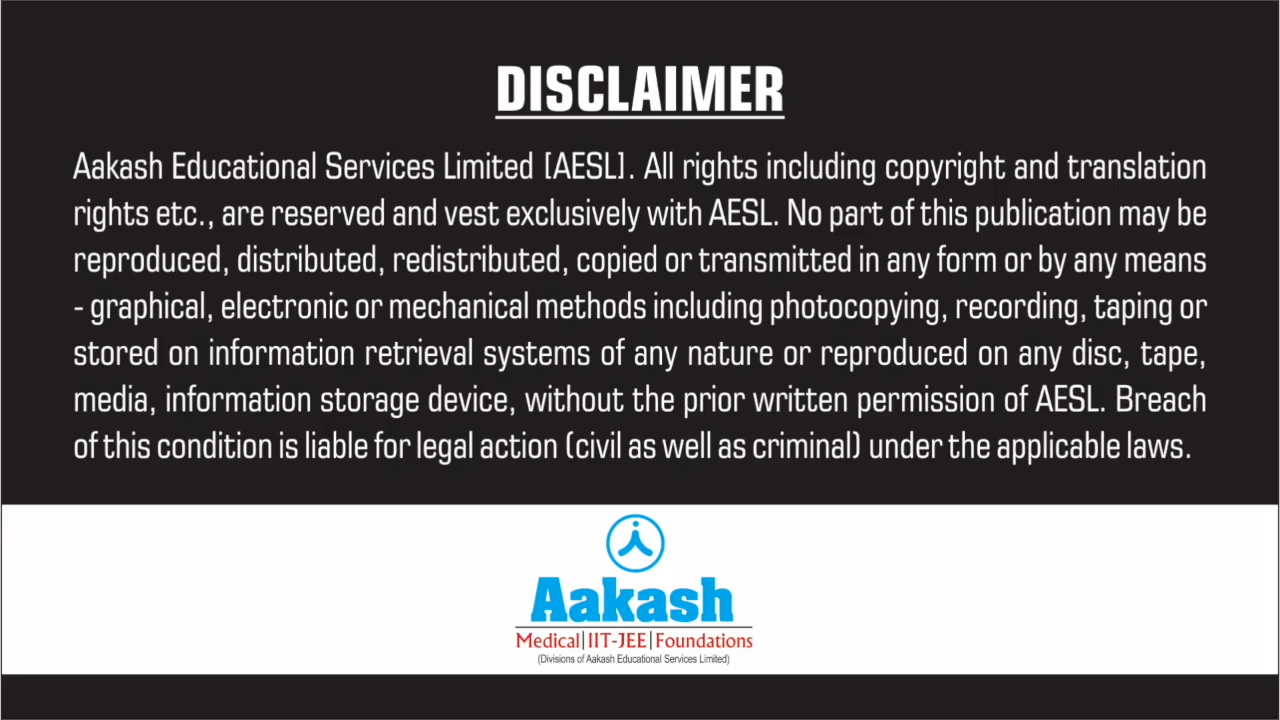 DISCLAIMER
Aakash Educational Services Limited [AESL]. All rights including copyright and translation
rights etc., are reserved and vest exclusively with AESL. No part of this publication may be
reproduced, distributed, redistributed, copied or transmitted in any form or by any means
- graphical, electronic or mechanical methods including photocopying, recording, taping or
stored on information retrieval systems of any nature or reproduced on any disc, tape,
media, information storage device, without the prior written permission of AESL. Breach
of this condition is liable for legal action (civil as well as criminal) under the applicable laws.
Aakash
Medical|IIT-JEE|Foundations
(Divisions of Aakash Educational Services Limited)